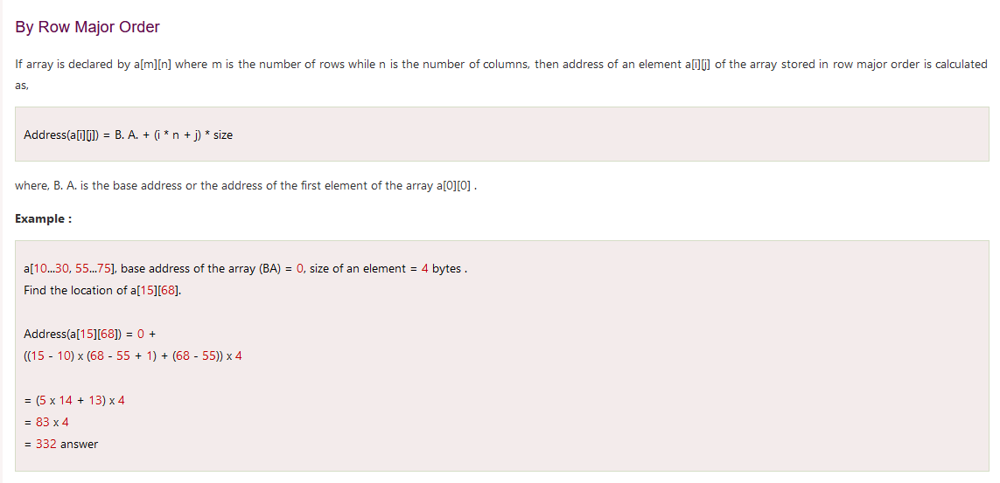 By Row Major Order
If array is declared by a[m][n] where m is the number of rows while n is the number of columns, then address of an element a[i][j] of the array stored in row major order is calculated
as,
Address(a[i][j]) = B. A. + (i * n + j) * size
where, B. A. is the base address or the address of the first element of the array a[0][0] .
Example :
a[10...30, 55...75], base address of the array (BA) = 0, size of an element = 4 bytes .
Find the location of a[15][68].
Address(a[15][68]) = 0 +
((15 - 10) x (68 - 55 + 1) + (68 - 55)) x 4
= (5 x 14 + 13) x 4
= 83 x 4
= 332 answer